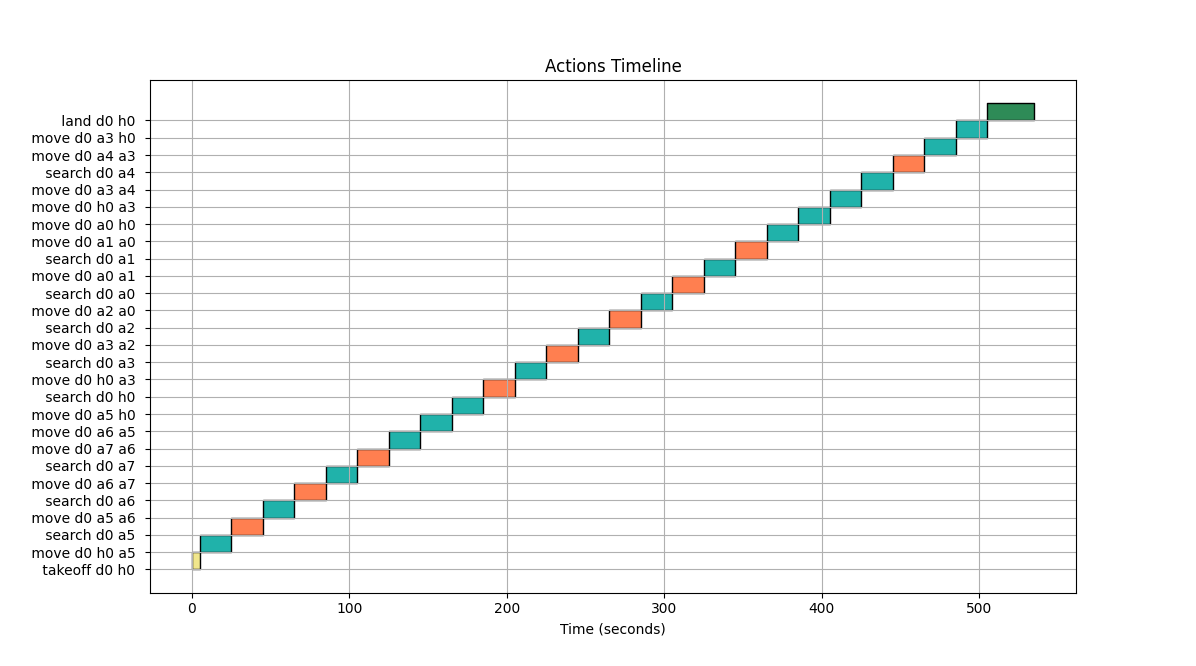 Actions Timeline
land d0 h0
move d0 a3 h0
move d0 a4 a3
search d0 a4
move d0 a3 a4
move d0 h0 a3
move d0 a0 h0
move d0 a1 a0
search d0 a1
move d0 a0 a1
search d0 a0
move d0 a2 a0
search d0 a2
move d0 a3 a2
search d0 a3
move d0 h0 a3
search d0 h0
move d0 a5 h0
move d0 a6 a5
move d0 a7 a6
search d0 a7
move d0 a6 a7
search d0 a6
move d0 a5 a6
search d0 a5
move d0 h0 a5
takeoff d0 h0
0 100 200 300 400 500
Time (seconds)